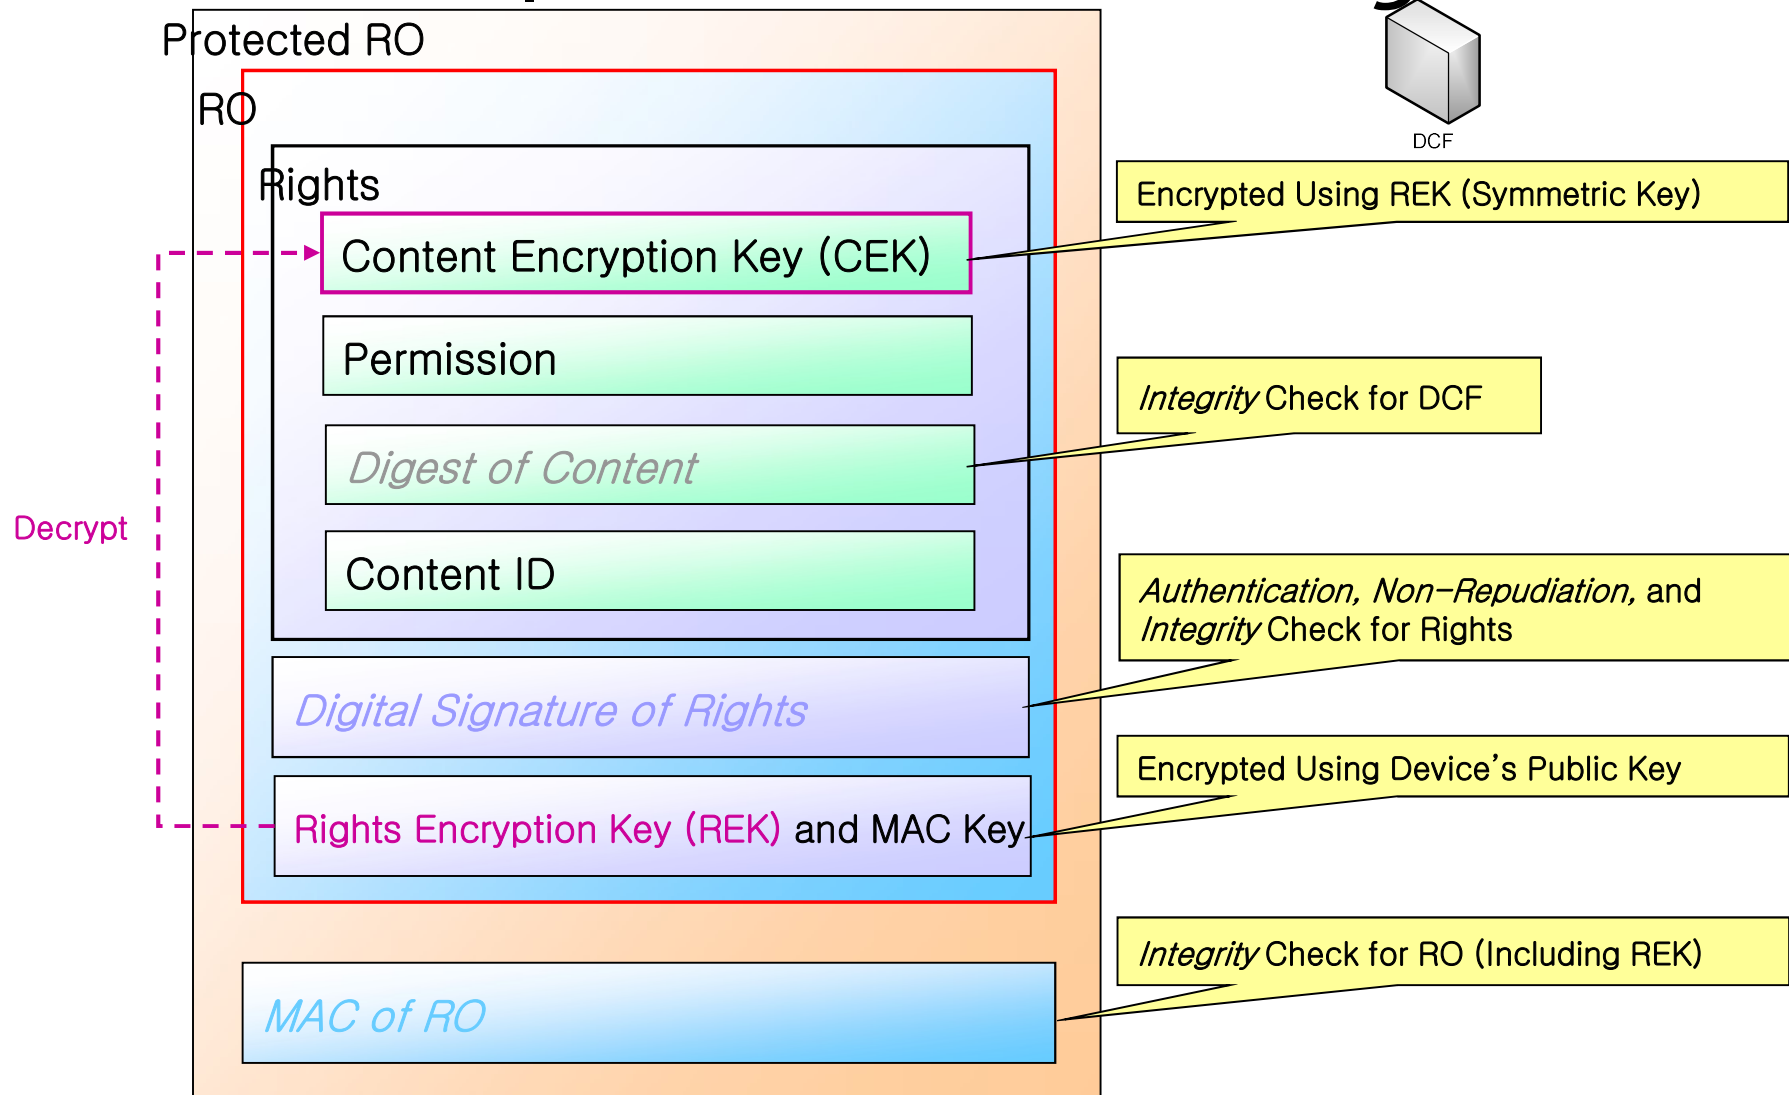 Protected RO
RO
Rights
Content Encryption Key (CEK)
Permission
Digest of Content
Content ID
Digital Signature of Rights
Rights Encryption Key (REK) and MAC Key
MAC of RO
Decrypt
DCF
Encrypted Using REK (Symmetric Key)
Integrity Check for DCF
Authentication, Non-Repudiation, and
Integrity Check for Rights
Encrypted Using Device's Public Key
Integrity Check for RO (Including REK)